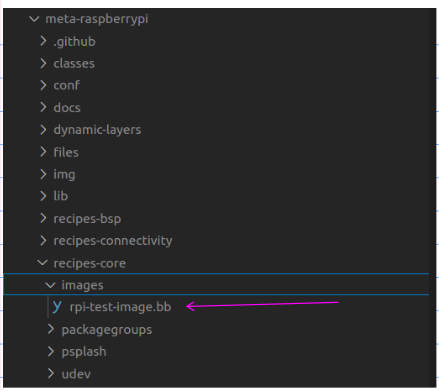 meta-raspberrypi
.github
classes
conf
docs
dynamic-layers
files
img
lib
recipes-bsp
recipes-connectivity
recipes-core
images
rpi-test-image.bb
packagegroups
psplash
udev